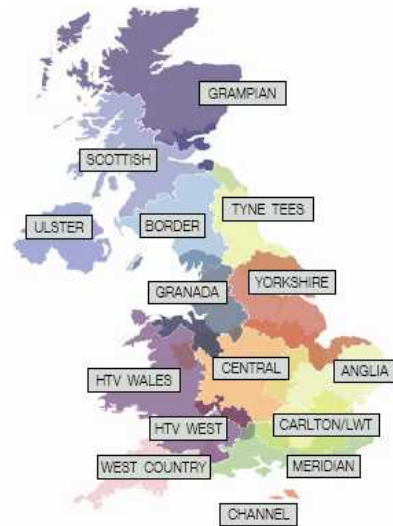 GRAMPIAN
SCOTTISH
TYNE TEES
ULSTER
BORDER
YORKSHIRE
GRANADA
CENTRAL
ANGLIA
HTV WALES
HTV WEST
CARLTON/LWT
WEST COUNTRY
MERIDIAN
CHANNEL